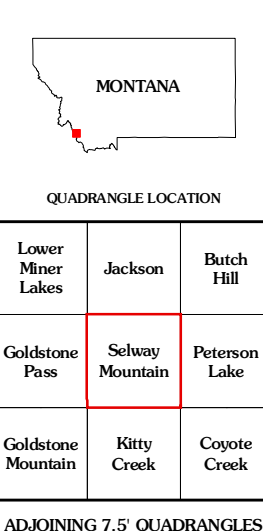 MONTANA
QUADRANGLE LOCATION
Lower
Miner
Lakes
Jackson
Butch
Hill
Goldstone
Pass
Selway
Mountain
Peterson
Lake
Goldstone
Mountain
Kitty
Creek
Coyote
Creek
ADJOINING 7.5' QUADRANGLES